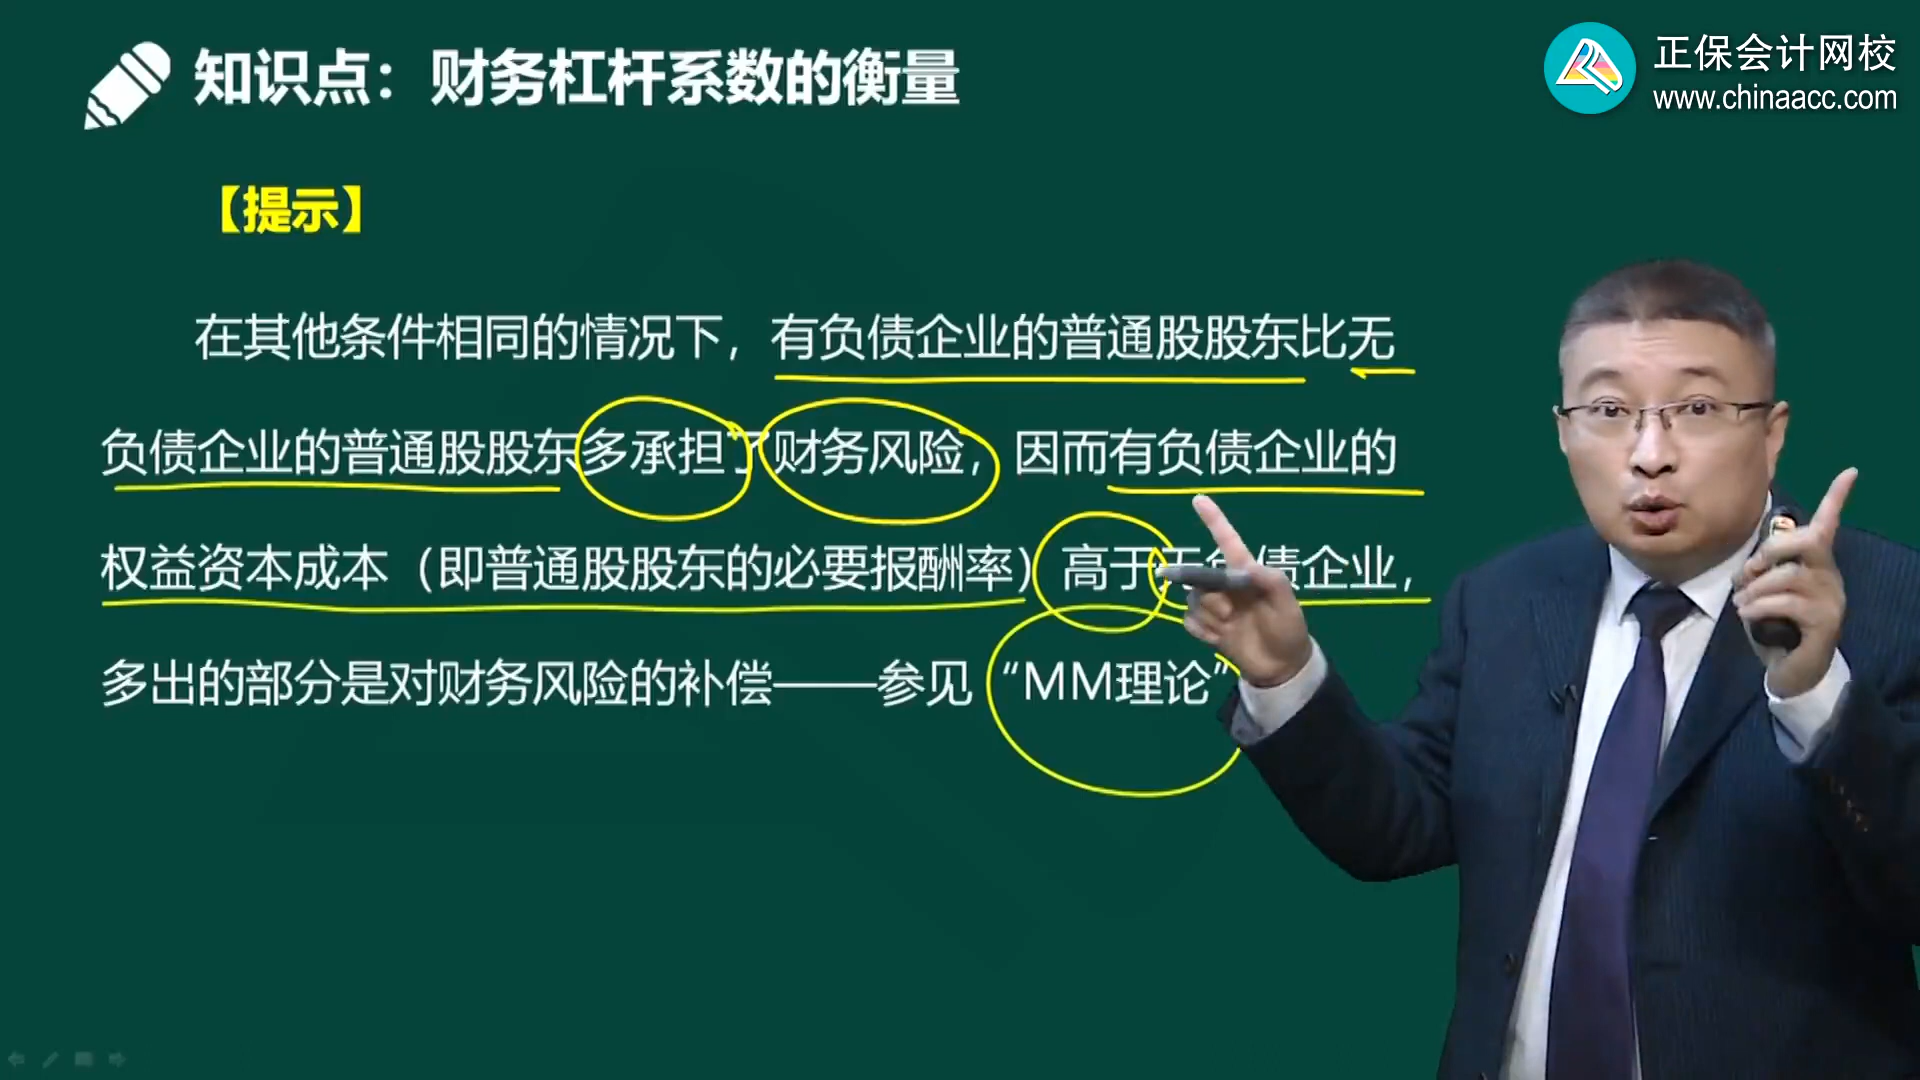 知识点：财务杠杆系数的衡量
正保会计网校
www.chinaacc.com
【提示】
在其他条件相同的情况下，有负债企业的普通股股东比无
负债企业的普通股股东多承担了财务风险，因而有负债企业的
权益资本成本（即普通股股东的必要报酬率）高于无负债企业，
多出的部分是对财务风险的补偿——参见“MM理论”